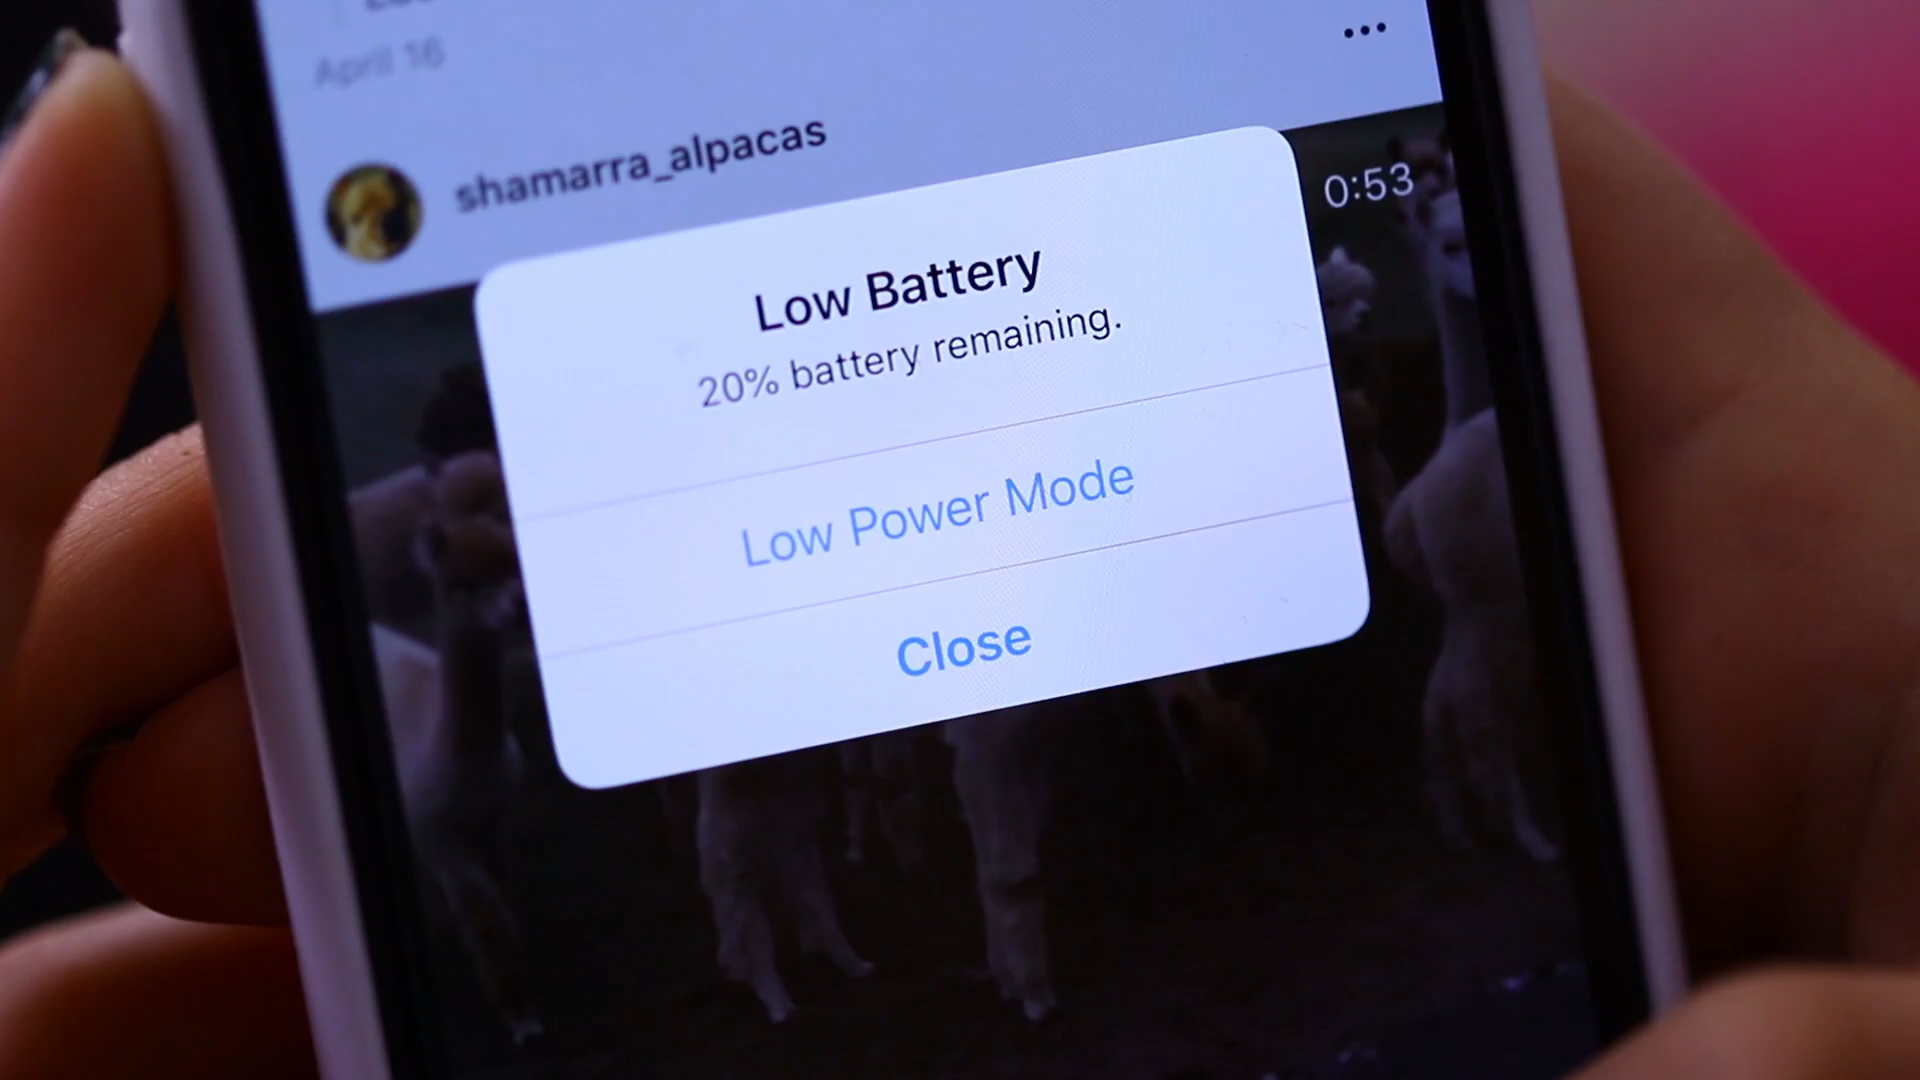 April 16
shamarra_alpacas
0:53
Low Battery
20% battery remaining.
Low Power Mode
Close